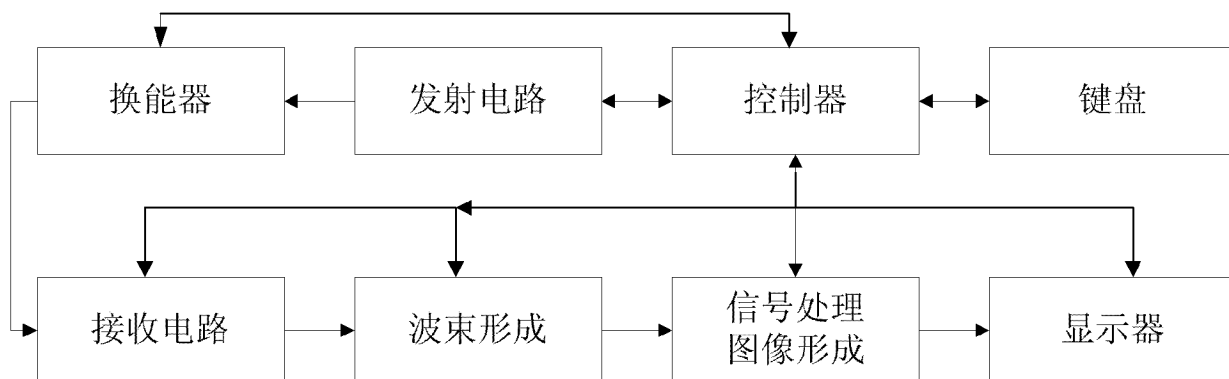 换能器
发射电路
控制器
键盘
接收电路
波束形成
信号处理
图像形成
显示器